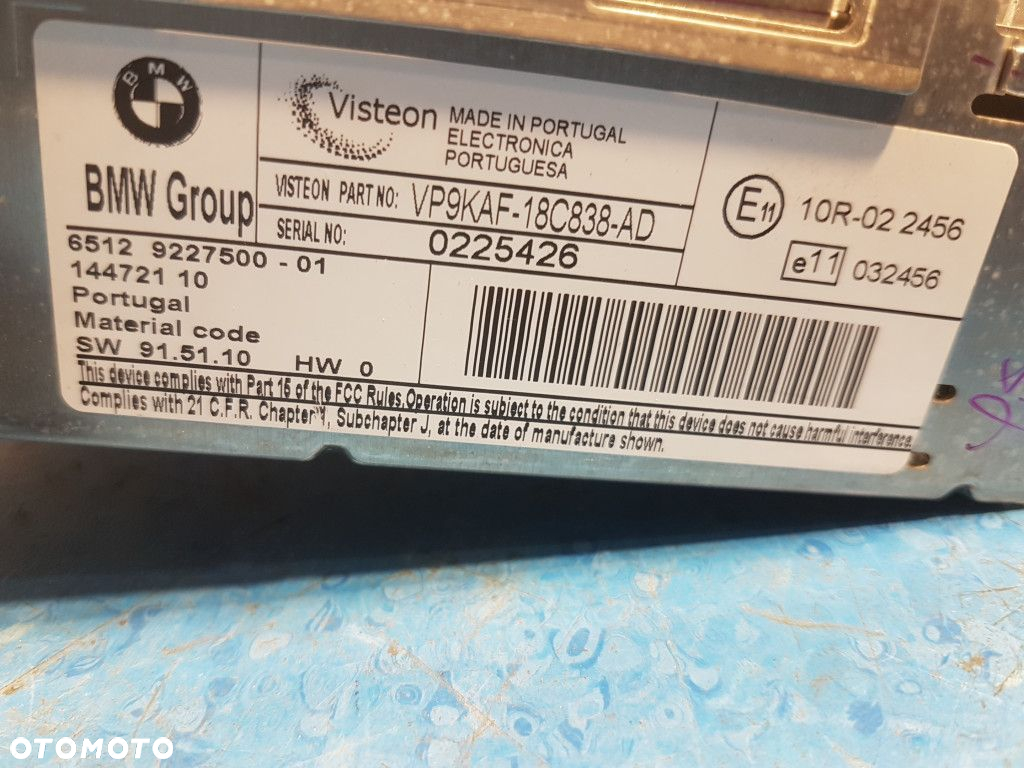 BMW
BMW Group
Visteon
MADE IN PORTUGAL
ELECTRONICA
PORTUGUESA
VISTEON PART NO: VP9KAF-18C838-AD
SERIAL NO: 0225426
E11 10R-02 2456
e11 032456
6512 9227500 - 01
144721 10
Portugal
Material code
SW 91.51.10 HW 0
This device complies with Part 15 of the FCC Rules.Operation is subject to the condition that this device does not cause harmful interference.
Complies with 21 C.F.R. Chapter 1, Subchapter J, at the date of manufacture shown.
OTOMOTO